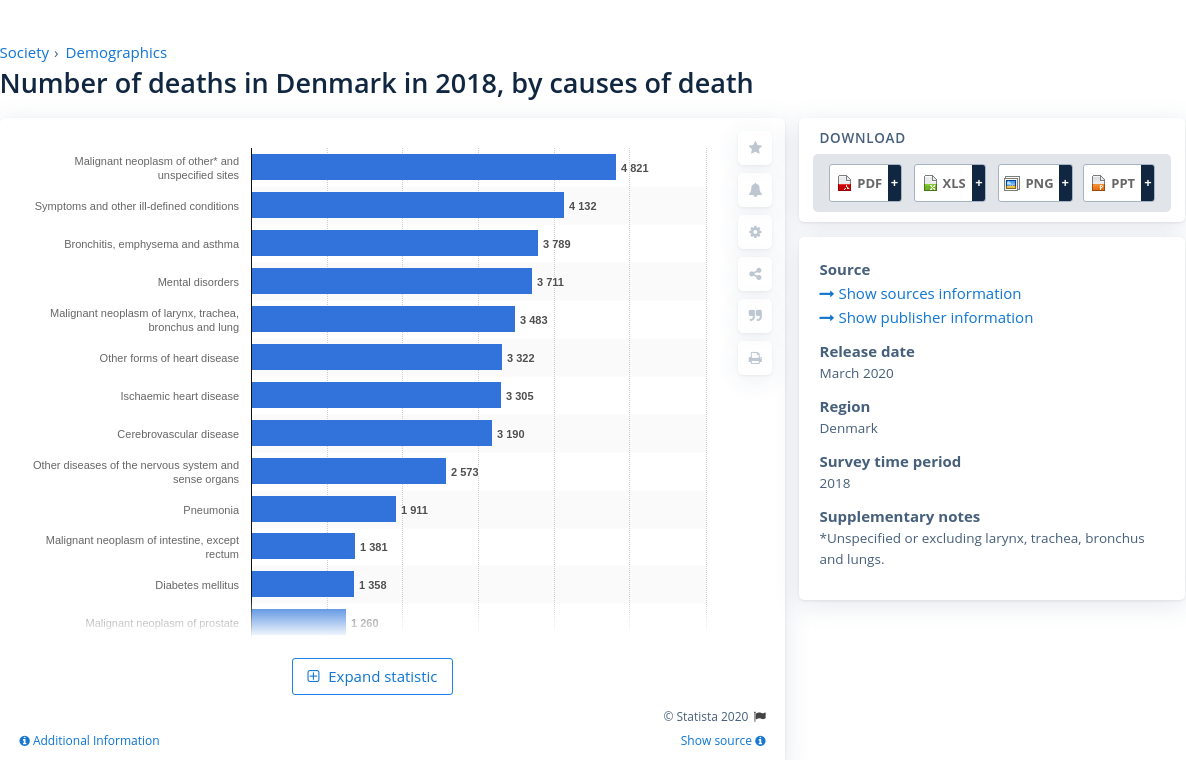 Society › Demographics
Number of deaths in Denmark in 2018, by causes of death
Malignant neoplasm of other* and
unspecified sites
4 821
Symptoms and other ill-defined conditions
4 132
Bronchitis, emphysema and asthma
3 789
Mental disorders
3 711
Malignant neoplasm of larynx, trachea,
bronchus and lung
3 483
Other forms of heart disease
3 322
Ischaemic heart disease
3 305
Cerebrovascular disease
3 190
Other diseases of the nervous system and
sense organs
2 573
Pneumonia
1 911
Malignant neoplasm of intestine, except
rectum
1 381
Diabetes mellitus
1 358
Malignant neoplasm of prostate
1 260
Expand statistic
© Statista 2020
Additional Information
Show source
DOWNLOAD
PDF + XLS + PNG + PPT +
Source
Show sources information
Show publisher information
Release date
March 2020
Region
Denmark
Survey time period
2018
Supplementary notes
*Unspecified or excluding larynx, trachea, bronchus
and lungs.